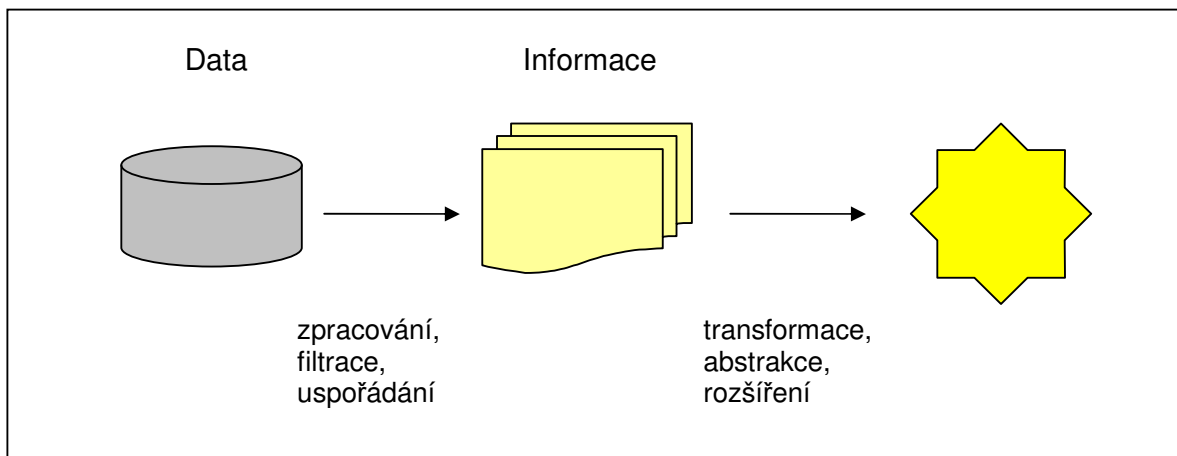 Data
Informace
zpracování,
filtrace,
uspořádání
transformace,
abstrakce,
rozšíření